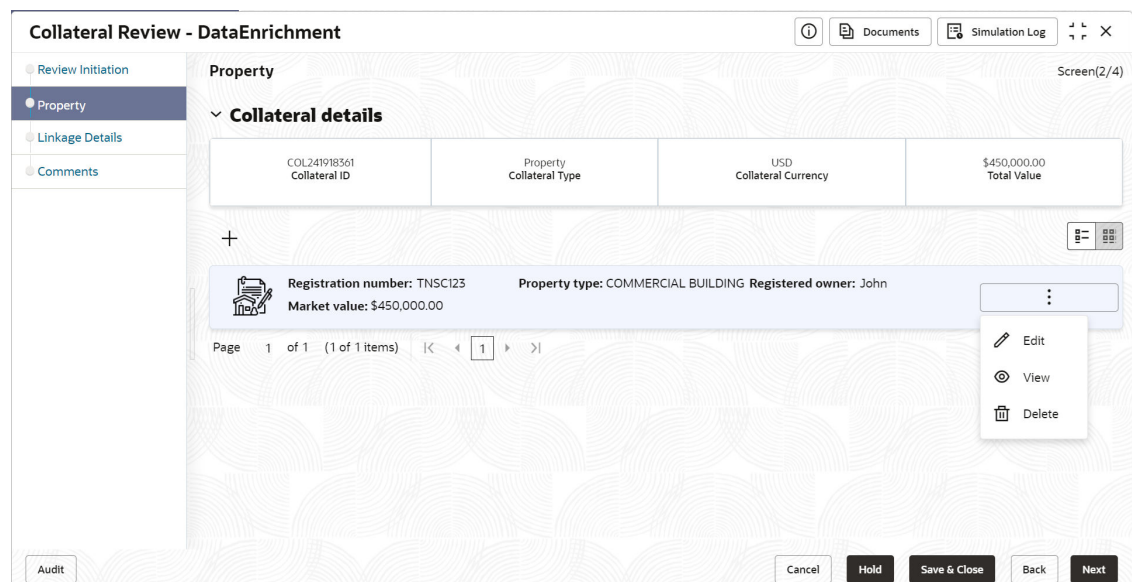 Collateral Review - DataEnrichment
Documents
Simulation Log
Review Initiation
Property
Linkage Details
Comments
Property
Screen(2/4)
Collateral details
COL241918361
Collateral ID
Property
Collateral Type
USD
Collateral Currency
$450,000.00
Total Value
Registration number: TNSC123 Property type: COMMERCIAL BUILDING Registered owner: John
Market value: $450,000.00
Edit
View
Delete
Page 1 of 1 (1 of 1 items) 1
Audit
Cancel
Hold
Save & Close
Back
Next